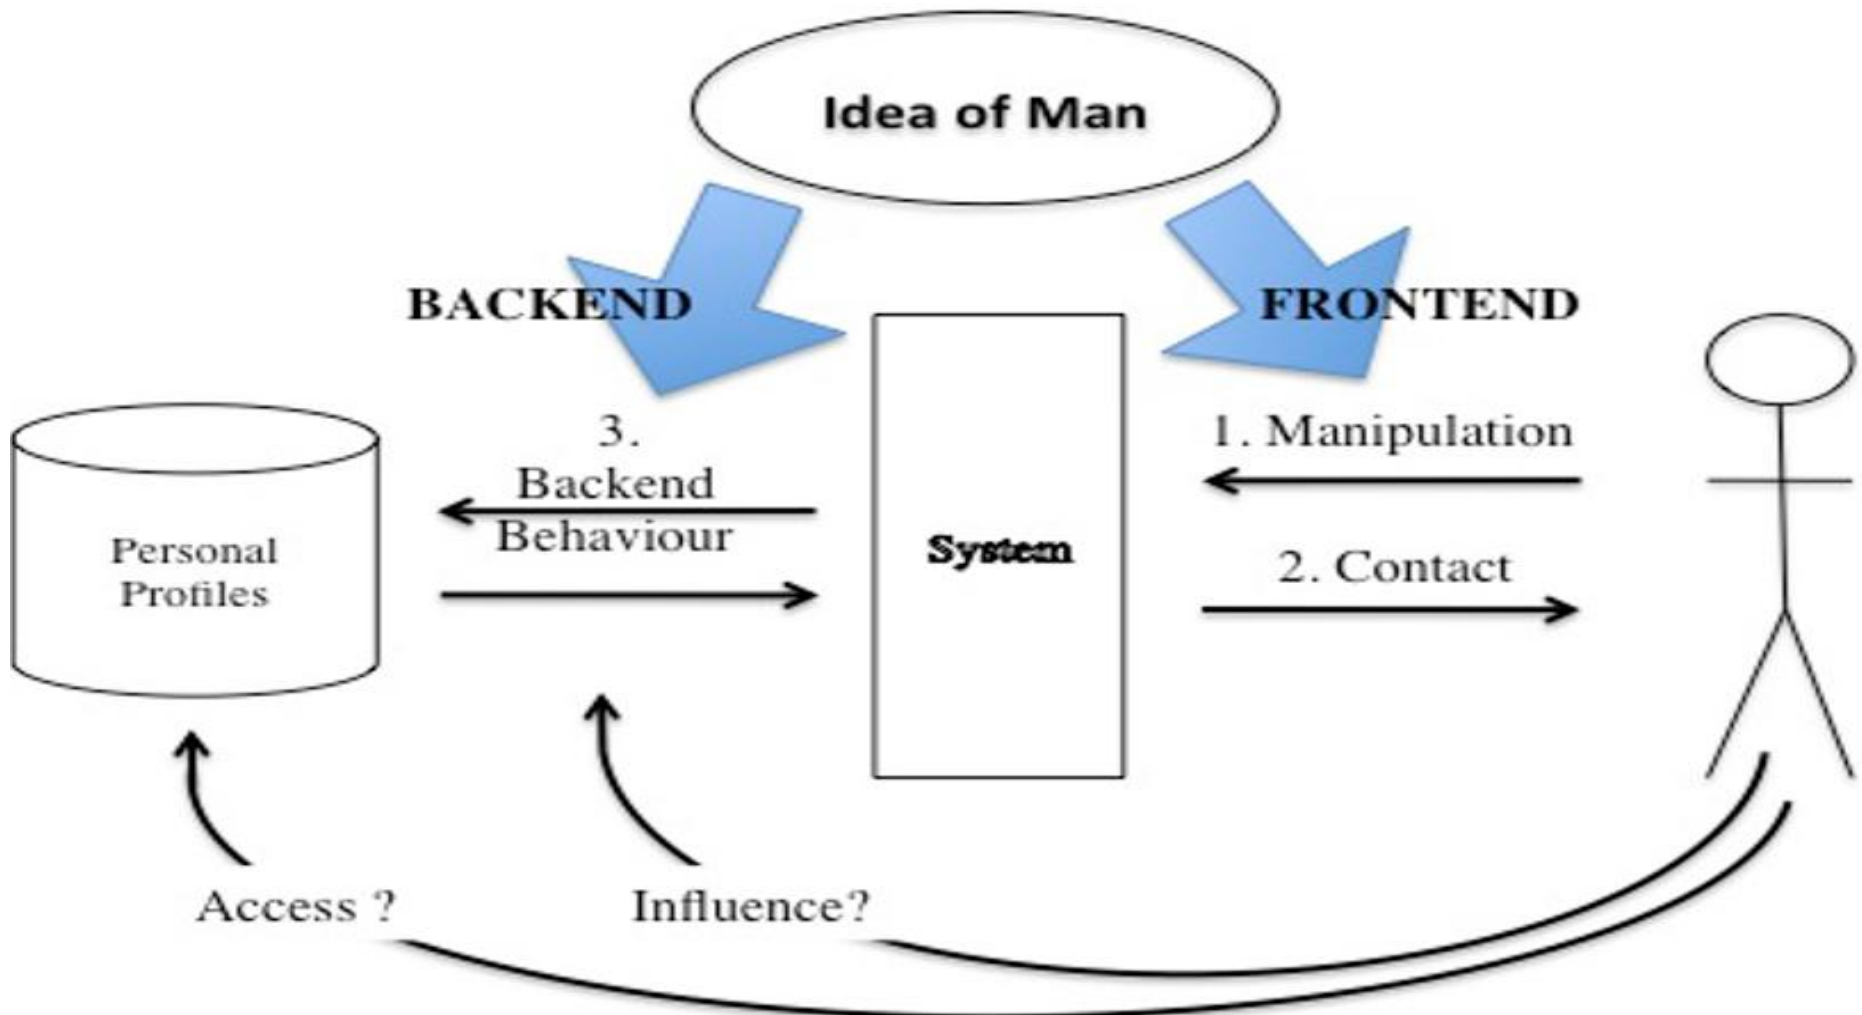 Idea of Man
BACKEND
FRONTEND
3.
Backend
Behaviour
1. Manipulation
Personal
Profiles
System
2. Contact
Access ?
Influence?